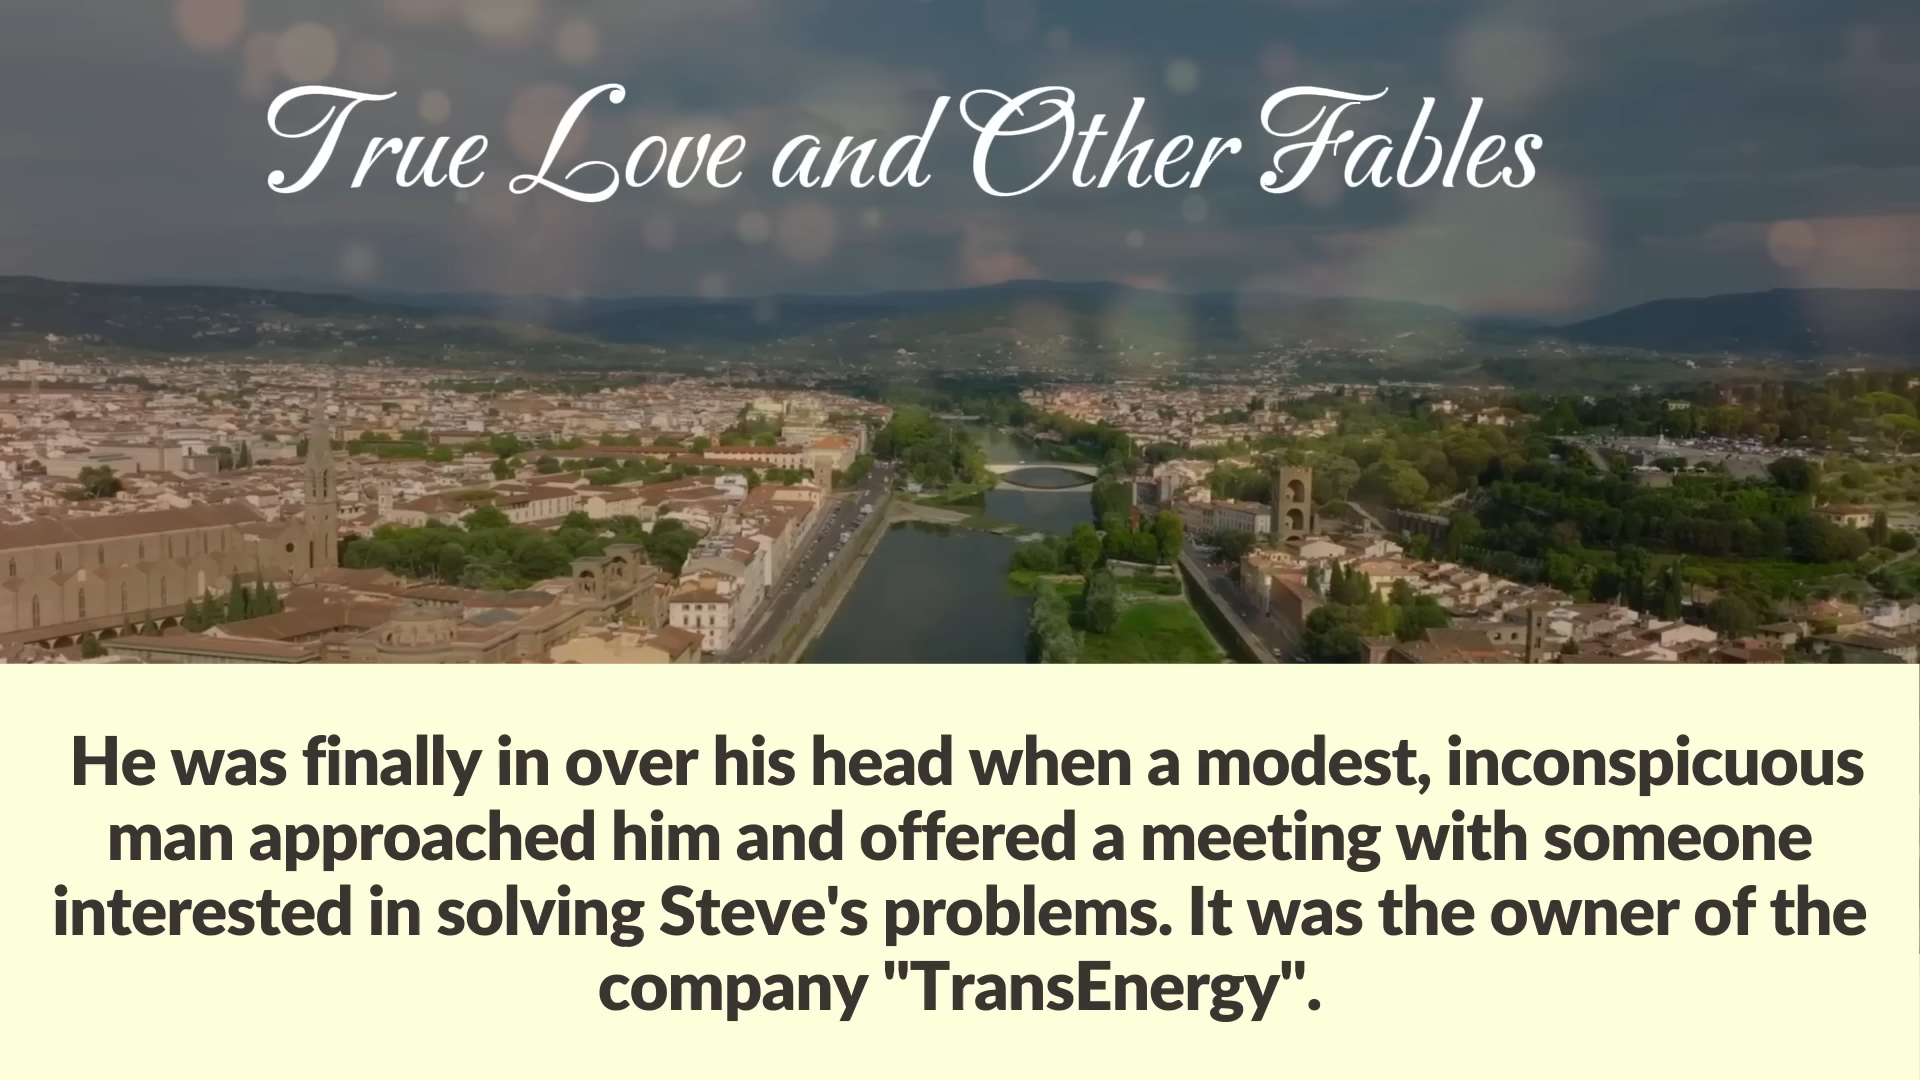 True Love and Other Fables
He was finally in over his head when a modest, inconspicuous
man approached him and offered a meeting with someone
interested in solving Steve's problems. It was the owner of the
company "TransEnergy".